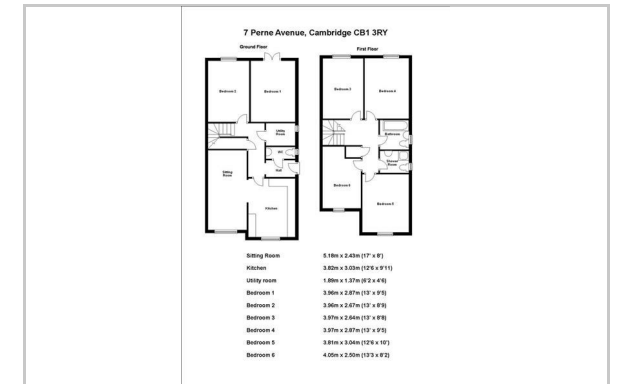 7 Perne Avenue, Cambridge CB1 3RY
Ground Floor
First Floor
Bedroom 2
Bedroom 1
Utility
Room
WC
Hall
Sitting
Room
Kitchen
Bedroom 3
Bedroom 4
Bathroom
Shower
Room
Bedroom 6
Bedroom 5
Sitting Room 5.18m x 2.43m (17' x 8')
Kitchen 3.82m x 3.03m (12'6 x 9'11)
Utility room 1.89m x 1.37m (6'2 x 4'6)
Bedroom 1 3.96m x 2.87m (13' x 9'5)
Bedroom 2 3.96m x 2.67m (13' x 8'9)
Bedroom 3 3.97m x 2.64m (13' x 8'8)
Bedroom 4 3.97m x 2.87m (13' x 9'5)
Bedroom 5 3.81m x 3.04m (12'6 x 10')
Bedroom 6 4.05m x 2.50m (13'3 x 8'2)